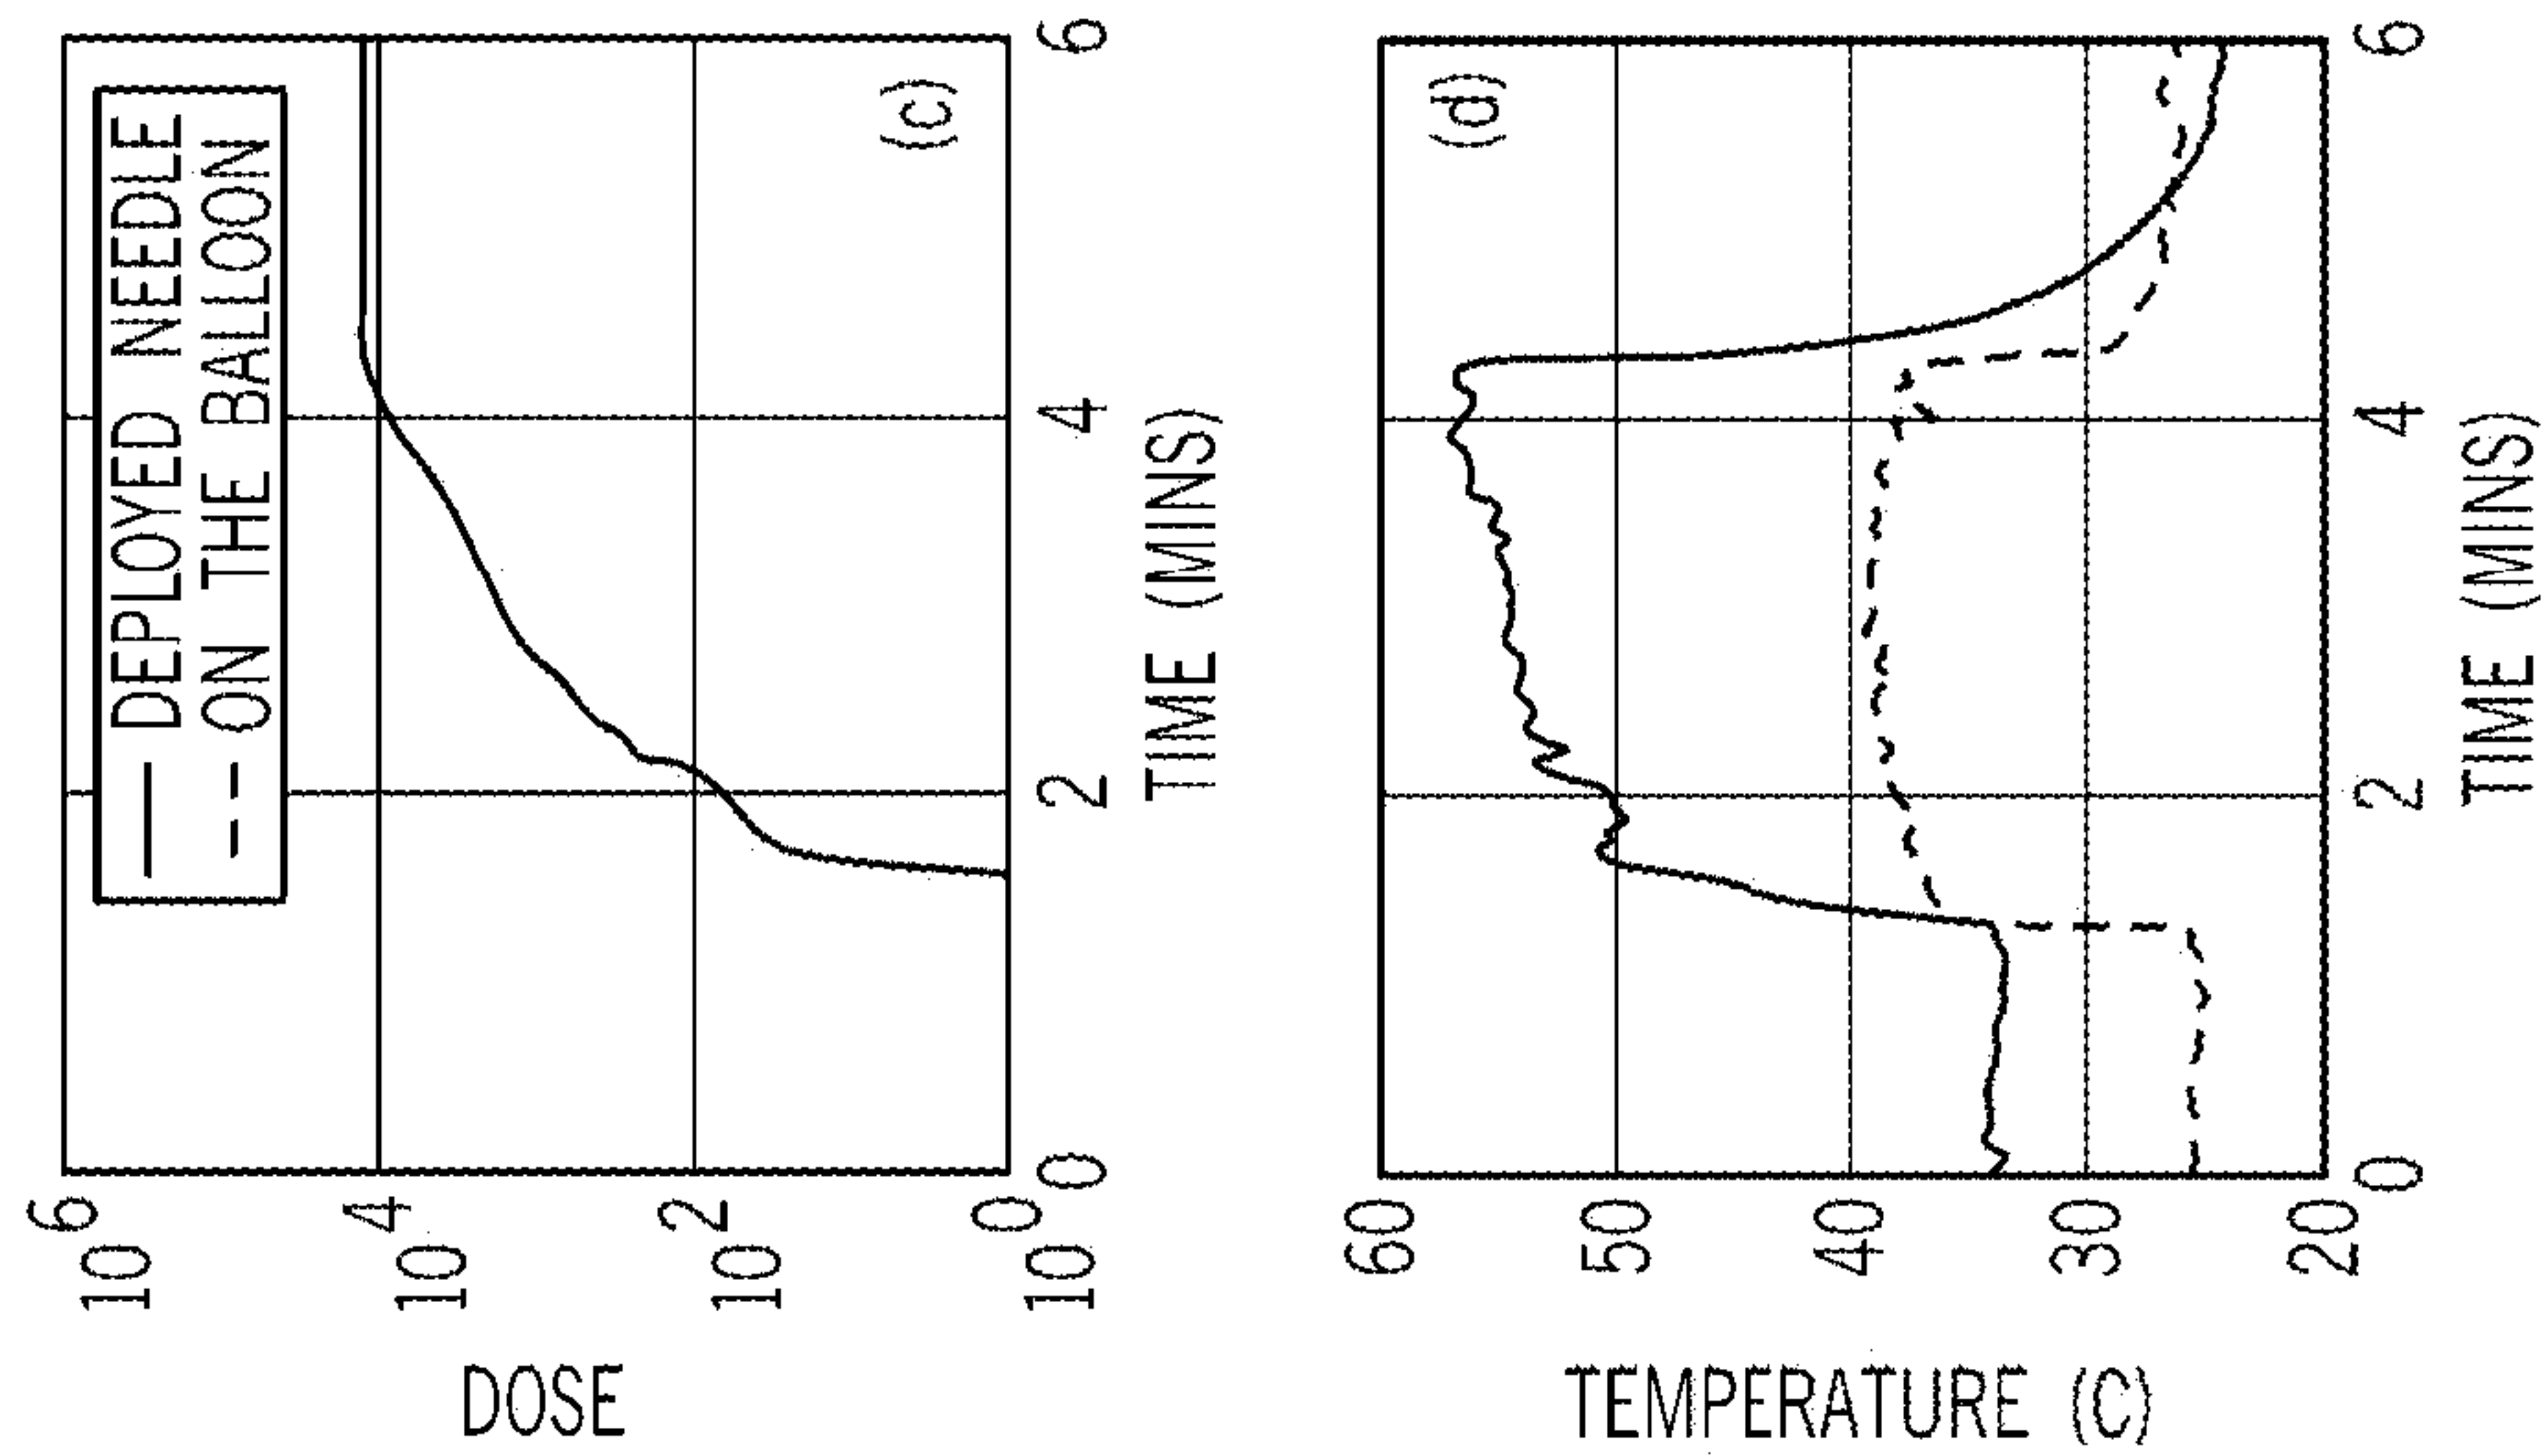 DEPLOYED NEEDLE
ON THE BALLOON
(c)
10^6
10^4
10^2
10^0
DOSE
0 2 4 6
TIME (MINS)
(d)
60
50
40
30
20
TEMPERATURE (C)
0 2 4 6
TIME (MINS)